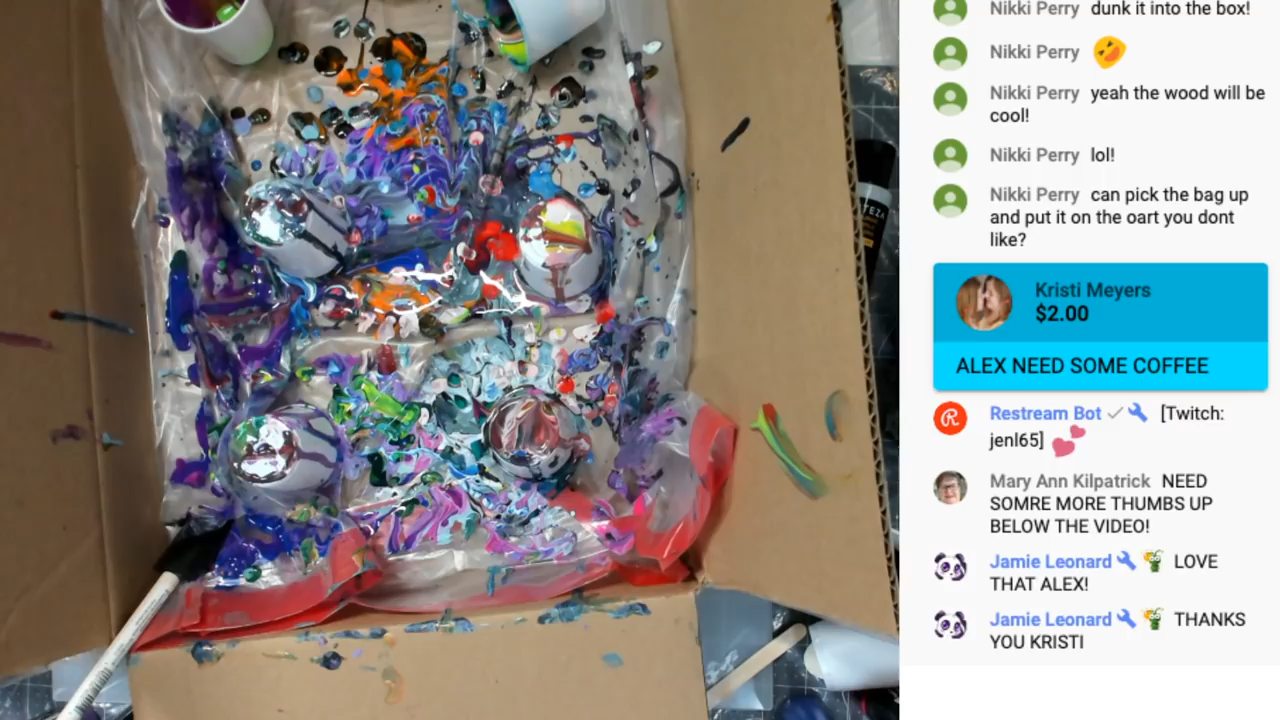 Nikki Perry dunk it into the box!
Nikki Perry 🤣
Nikki Perry yeah the wood will be
cool!
Nikki Perry lol!
Nikki Perry can pick the bag up
and put it on the oart you dont
like?
Kristi Meyers
$2.00
ALEX NEED SOME COFFEE
Restream Bot [Twitch:
jenl65] 💕
Mary Ann Kilpatrick NEED
SOMRE MORE THUMBS UP
BELOW THE VIDEO!
Jamie Leonard LOVE
THAT ALEX!
Jamie Leonard THANKS
YOU KRISTI